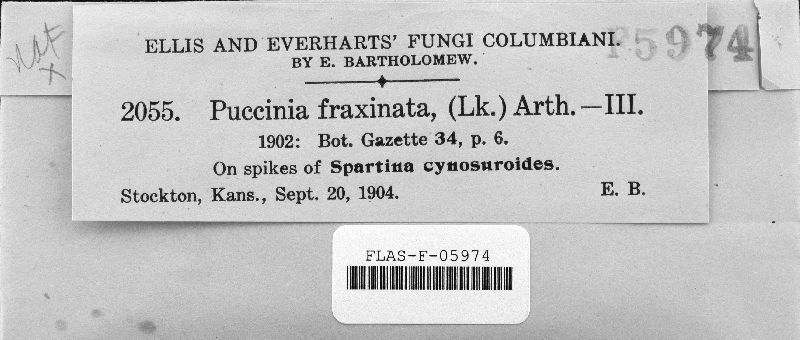 ELLIS AND EVERHARTS' FUNGI COLUMBIANI.
BY E. BARTHOLOMEW.
F5974
2055. Puccinia fraxinata, (Lk.) Arth.—III.
1902: Bot. Gazette 34, p. 6.
On spikes of Spartina cynosuroides.
Stockton, Kans., Sept. 20, 1904. E. B.
FLAS-F-05974